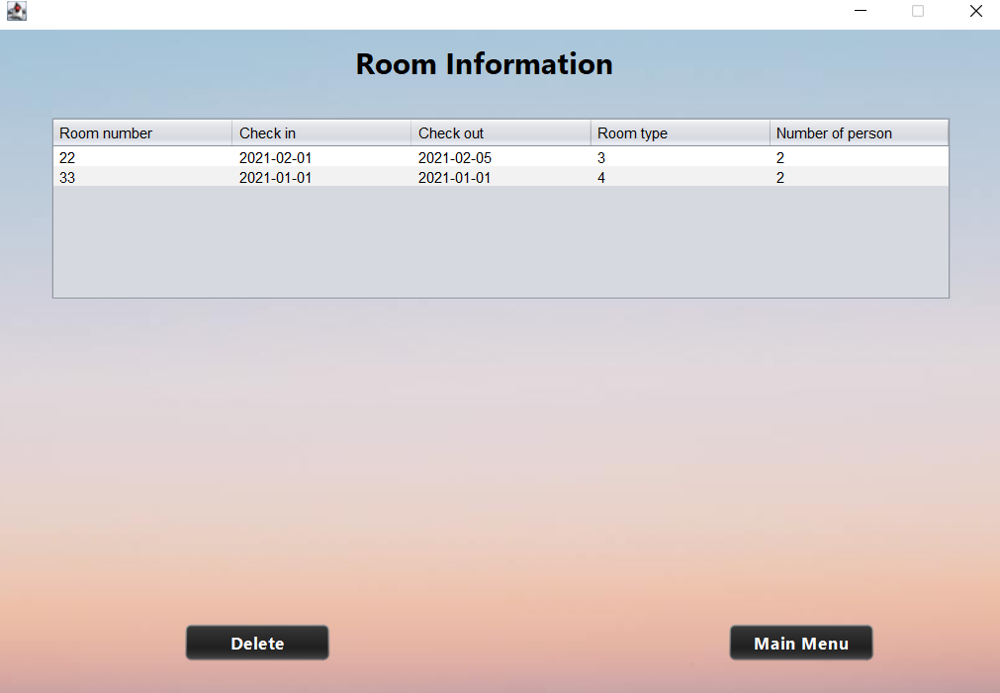 Room Information
Room number Check in Check out Room type Number of person
22 2021-02-01 2021-02-05 3 2
33 2021-01-01 2021-01-01 4 2
Delete Main Menu